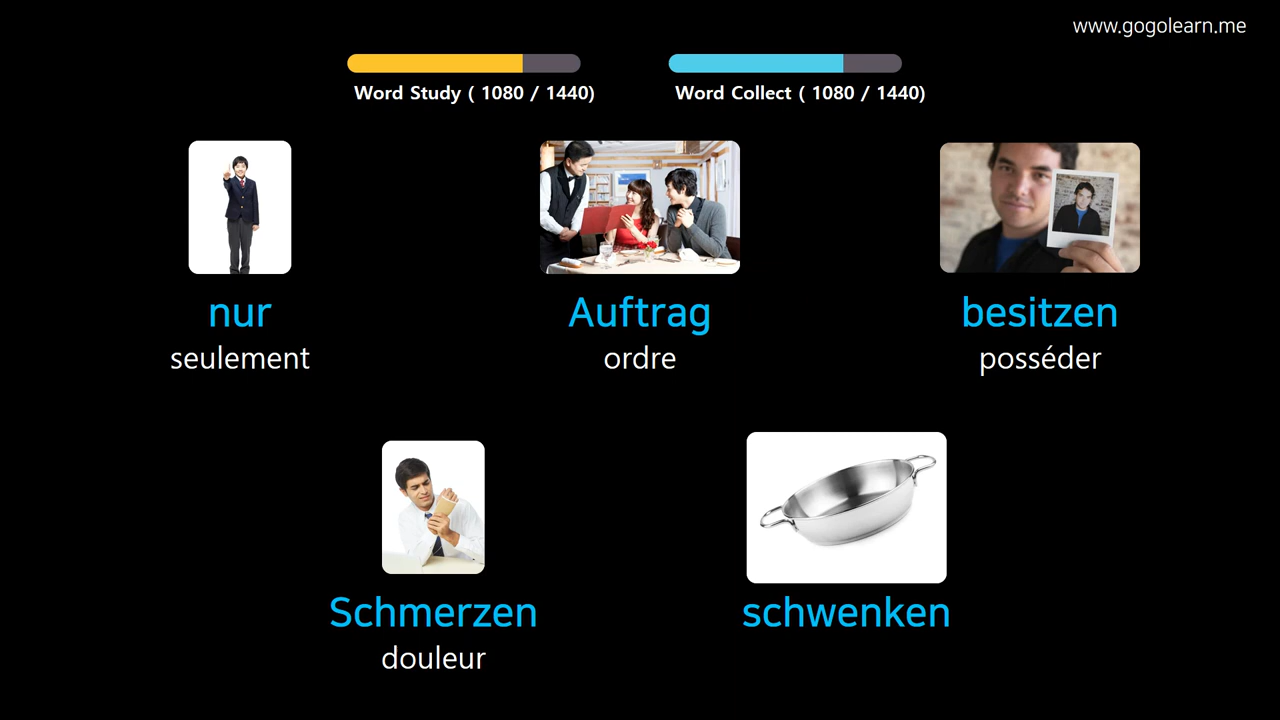 www.gogolearn.me
Word Study ( 1080 / 1440)
Word Collect ( 1080 / 1440)
nur
seulement
Auftrag
ordre
besitzen
posséder
Schmerzen
douleur
schwenken